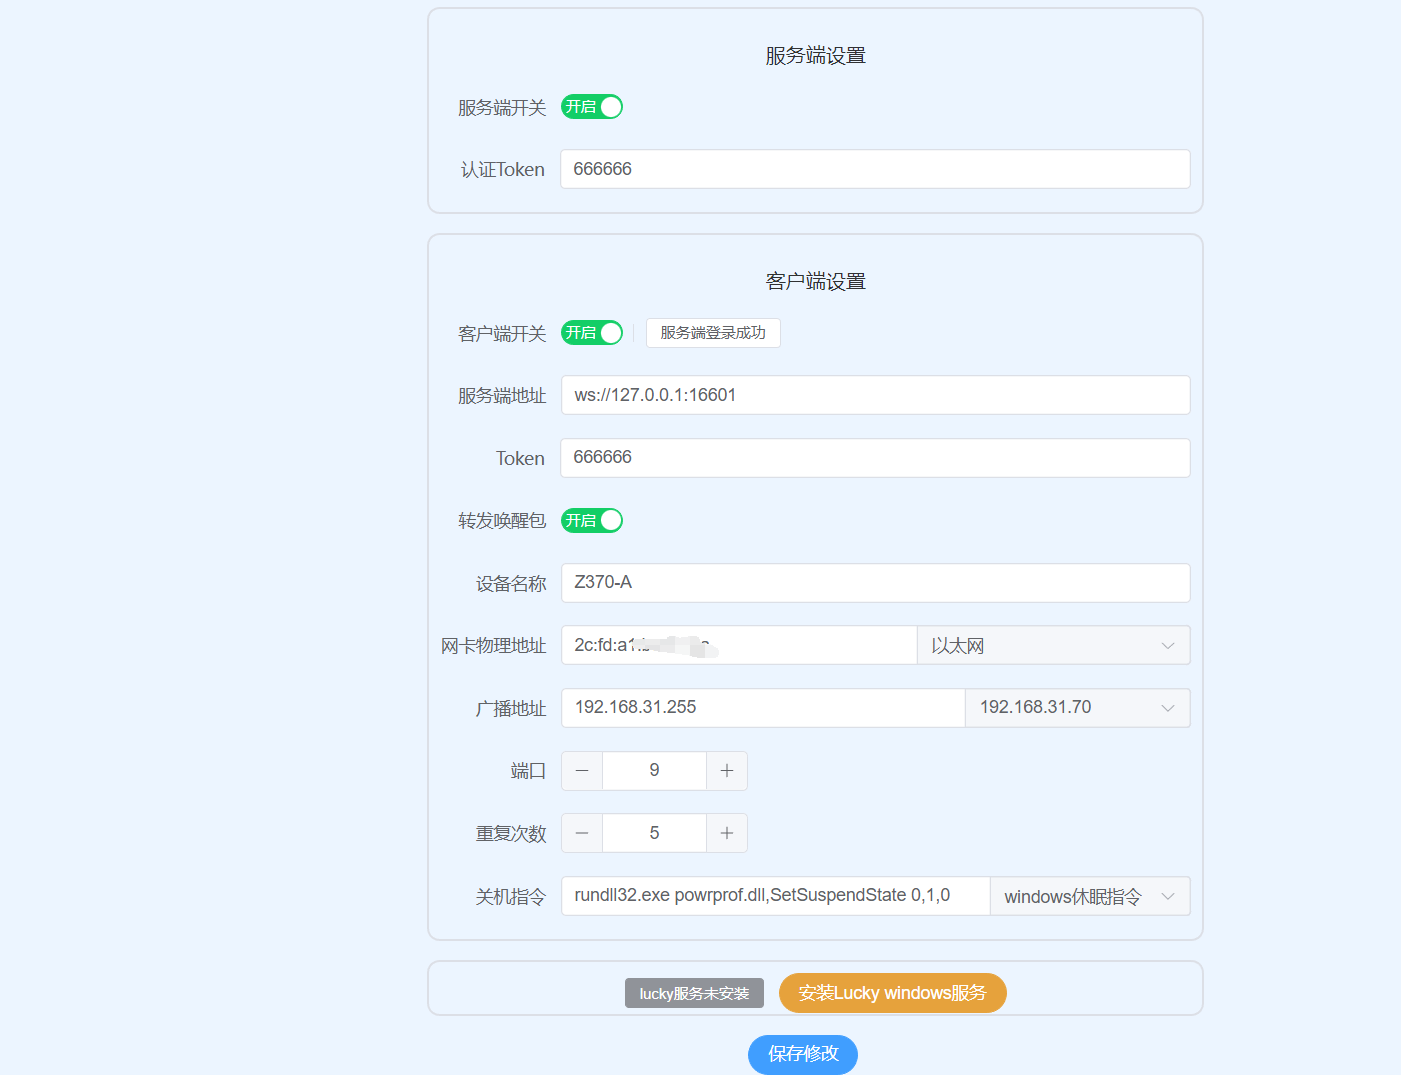 服务端设置
服务端开关 开启
认证Token 666666
客户端设置
客户端开关 开启 服务端登录成功
服务端地址 ws://127.0.0.1:16601
Token 666666
转发唤醒包 开启
设备名称 Z370-A
网卡物理地址 2c:fd:a1: 以太网
广播地址 192.168.31.255 192.168.31.70
端口 9
重复次数 5
关机指令 rundll32.exe powrprof.dll,SetSuspendState 0,1,0 windows休眠指令
lucky服务未安装 安装Lucky windows服务
保存修改